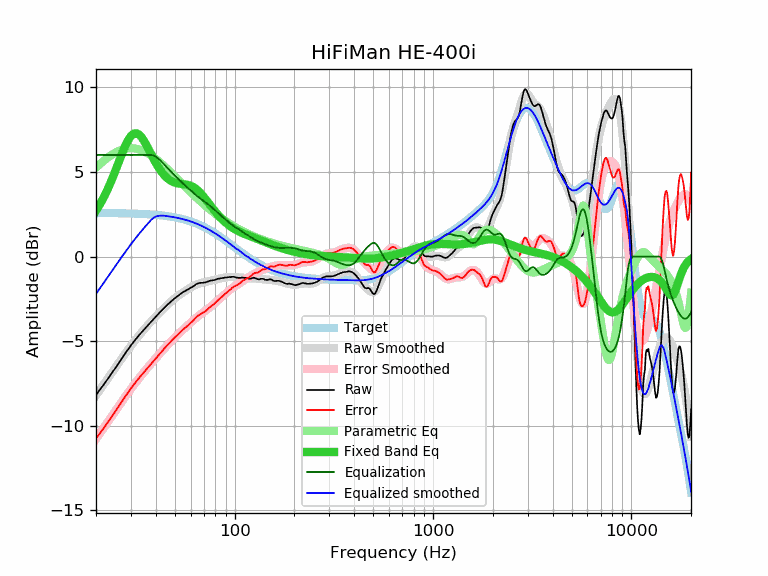 HiFiMan HE-400i
Amplitude (dBr)
10
5
0
−5
−10
−15
Target
Raw Smoothed
Error Smoothed
Raw
Error
Parametric Eq
Fixed Band Eq
Equalization
Equalized smoothed
100
1000
10000
Frequency (Hz)